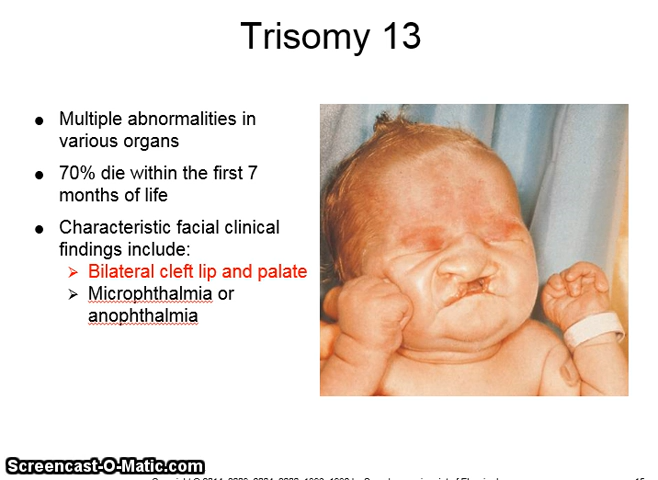 Trisomy 13
● Multiple abnormalities in
various organs
● 70% die within the first 7
months of life
● Characteristic facial clinical
findings include:
➢ Bilateral cleft lip and palate
➢ Microphthalmia or
anophthalmia
Screencast-O-Matic.com